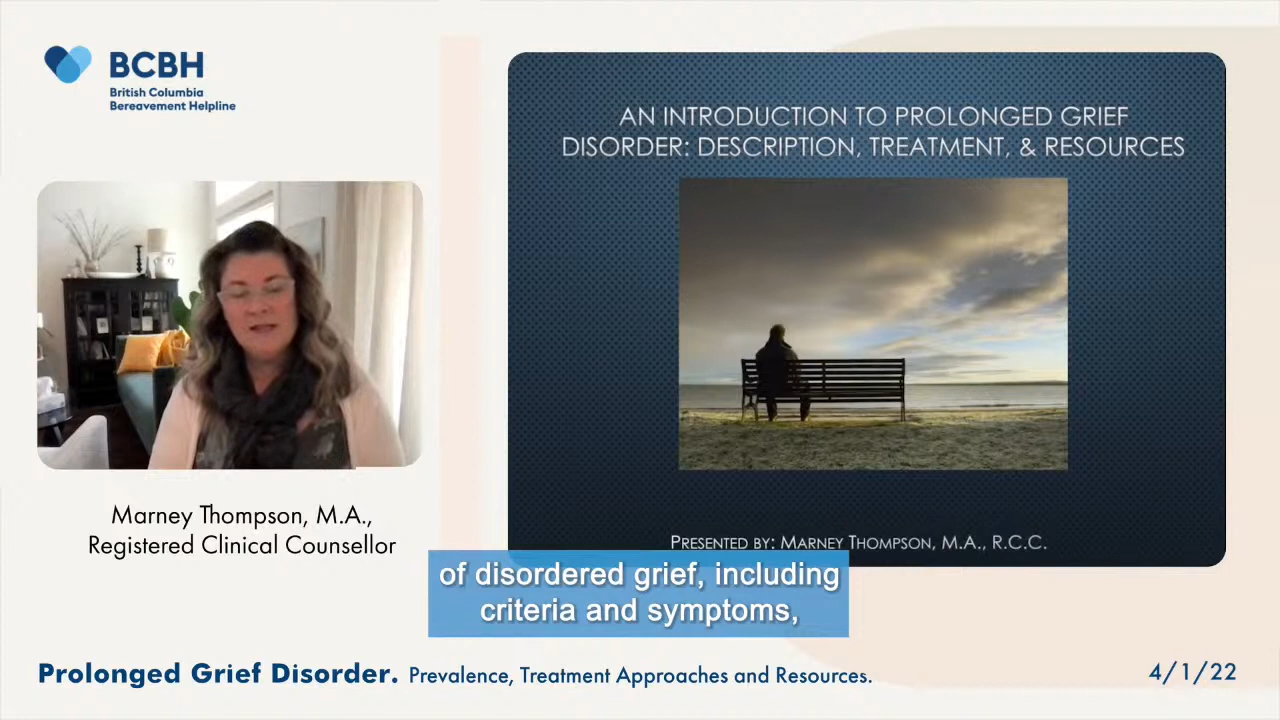 BCBH
British Columbia
Bereavement Helpline
AN INTRODUCTION TO PROLONGED GRIEF
DISORDER: DESCRIPTION, TREATMENT, & RESOURCES
PRESENTED BY: MARNEY THOMPSON, M.A., R.C.C.
Marney Thompson, M.A.,
Registered Clinical Counsellor
of disordered grief, including
criteria and symptoms,
Prolonged Grief Disorder. Prevalence, Treatment Approaches and Resources.
4/1/22